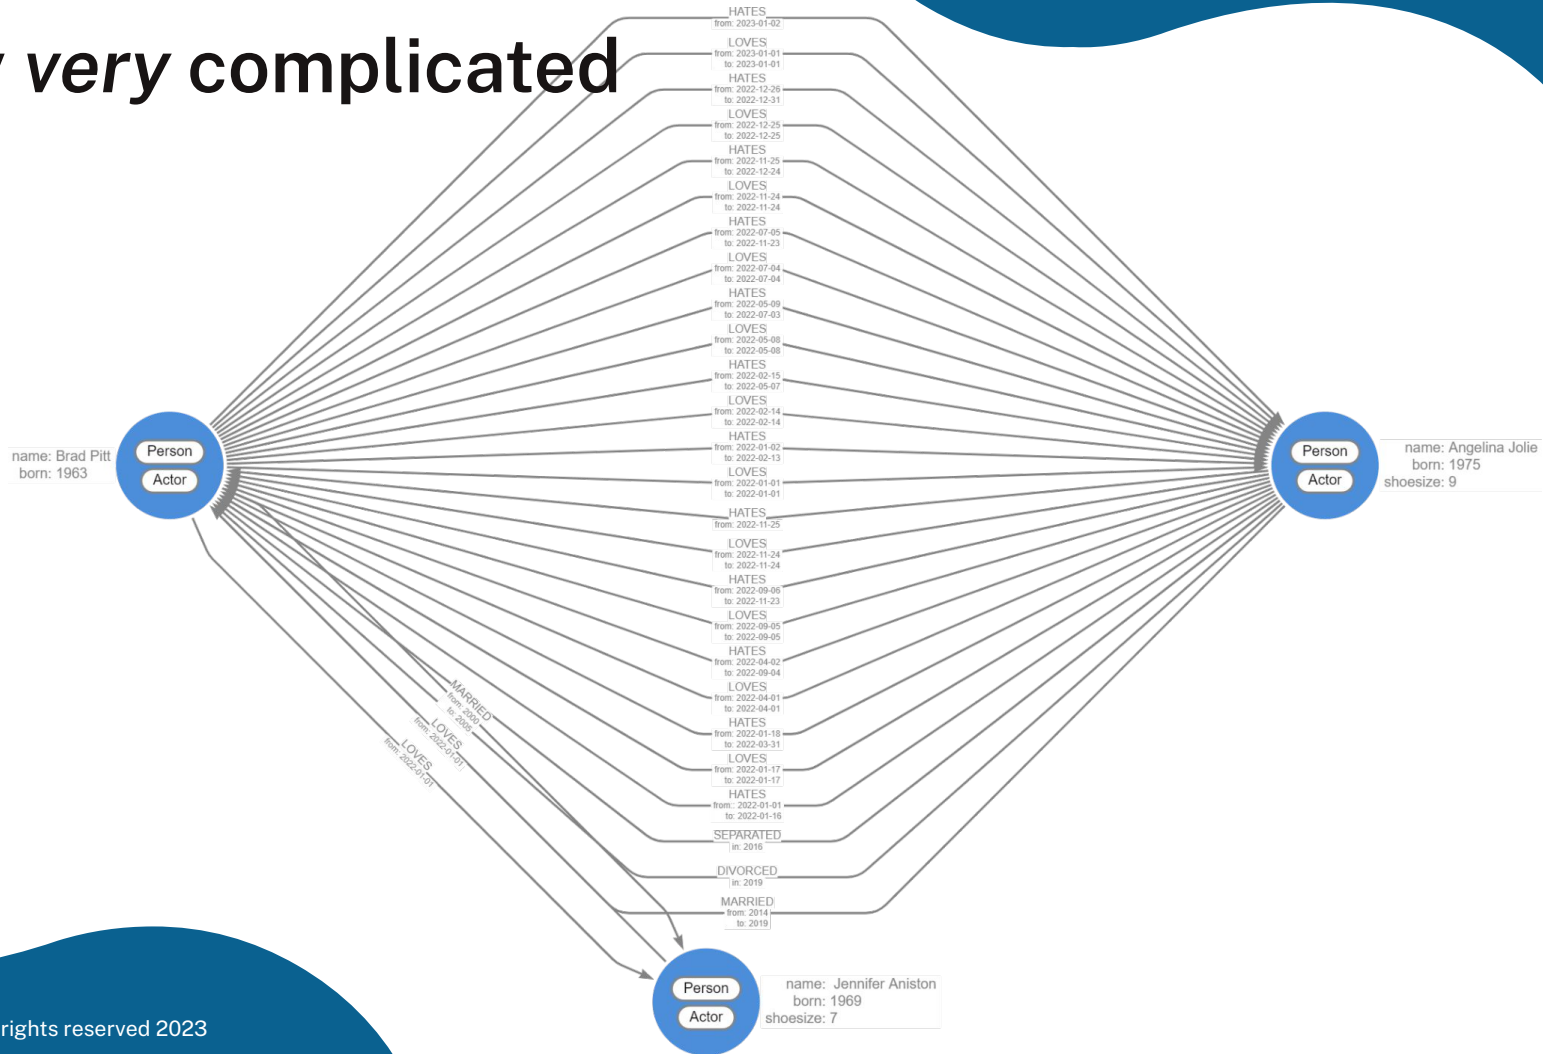 very complicated
HATES
from: 2023-01-02
LOVES
from: 2023-01-01
to: 2023-01-01
HATES
from: 2022-12-26
to: 2022-12-31
LOVES
from: 2022-12-25
to: 2022-12-25
HATES
from: 2022-11-25
to: 2022-12-24
LOVES
from: 2022-11-24
to: 2022-11-24
HATES
from: 2022-07-05
to: 2022-11-23
LOVES
from: 2022-07-04
to: 2022-07-04
HATES
from: 2022-05-09
to: 2022-07-03
LOVES
from: 2022-05-08
to: 2022-05-08
HATES
from: 2022-02-15
to: 2022-05-07
LOVES
from: 2022-02-14
to: 2022-02-14
HATES
from: 2022-01-02
to: 2022-02-13
LOVES
from: 2022-01-01
to: 2022-01-01
name: Brad Pitt
born: 1963
Person
Actor
Person
Actor
name: Angelina Jolie
born: 1975
shoesize: 9
HATES
from: 2022-11-25
LOVES
from: 2022-11-24
to: 2022-11-24
HATES
from: 2022-09-06
to: 2022-11-23
LOVES
from: 2022-09-05
to: 2022-09-05
HATES
from: 2022-04-02
to: 2022-09-04
LOVES
from: 2022-04-01
to: 2022-04-01
HATES
from: 2022-01-18
to: 2022-03-31
LOVES
from: 2022-01-17
to: 2022-01-17
HATES
from:: 2022-01-01
to: 2022-01-16
SEPARATED
in: 2016
DIVORCED
in: 2019
MARRIED
from: 2014
to: 2019
MARRIED
from: 2000
to: 2005
LOVES
from: 2022-01-01
LOVES
from: 2022-01-01
Person
Actor
name: Jennifer Aniston
born: 1969
shoesize: 7
rights reserved 2023